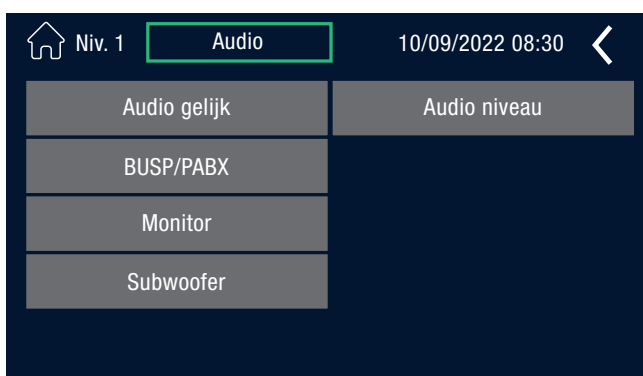 Niv. 1 Audio 10/09/2022 08:30
Audio gelijk Audio niveau
BUSP/PABX
Monitor
Subwoofer